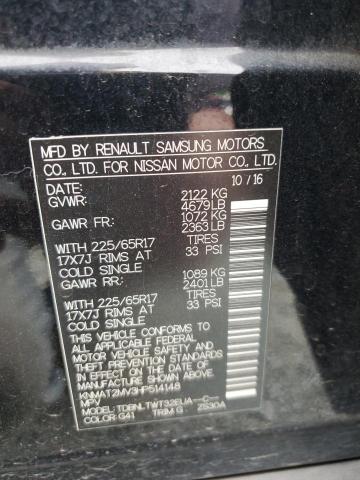 MFD BY RENAULT SAMSUNG MOTORS
CO., LTD. FOR NISSAN MOTOR CO., LTD.
DATE: 10/16
GVWR: 2122 KG
4679LB
GAWR FR: 1072 KG
2363 LB
WITH 225/65R17 TIRES
17X7J RIMS AT 33 PSI
COLD SINGLE
GAWR RR: 1089 KG
2401 LB
WITH 225/65R17 TIRES
17X7J RIMS AT 33 PSI
COLD SINGLE
THIS VEHICLE CONFORMS TO
ALL APPLICABLE FEDERAL
MOTOR VEHICLE SAFETY AND
THEFT PREVENTION STANDARDS
IN EFFECT ON THE DATE OF
MANUFACTURE SHOWN ABOVE.
KNMAT2MV3HP514148
MPV
MODEL: TDBNLTWT32EUA--C-- 
COLOR: G41 TRIM: G ZS30A